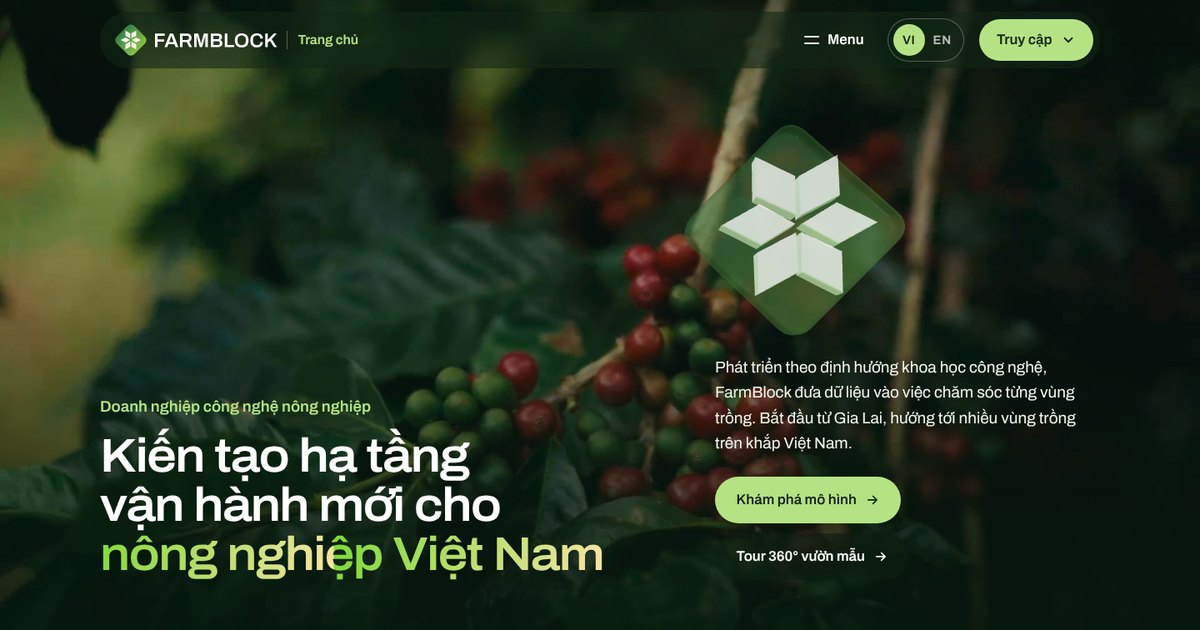 FARMBLOCK
Trang chủ
Menu
VI
EN
Truy cập
Doanh nghiệp công nghệ nông nghiệp
Kiến tạo hạ tầng
vận hành mới cho
nông nghiệp Việt Nam
Phát triển theo định hướng khoa học công nghệ,
FarmBlock đưa dữ liệu vào việc chăm sóc từng vùng
trồng. Bắt đầu từ Gia Lai, hướng tới nhiều vùng trồng
trên khắp Việt Nam.
Khám phá mô hình →
Tour 360° vườn mẫu →